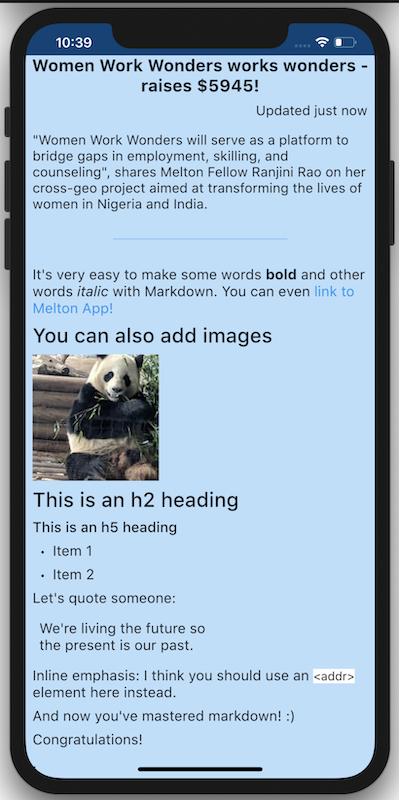 10:39
Women Work Wonders works wonders -
raises $5945!
Updated just now
"Women Work Wonders will serve as a platform to
bridge gaps in employment, skilling, and
counseling", shares Melton Fellow Ranjini Rao on her
cross-geo project aimed at transforming the lives of
women in Nigeria and India.
It's very easy to make some words bold and other
words italic with Markdown. You can even link to
Melton App!
You can also add images
This is an h2 heading
This is an h5 heading
• Item 1
• Item 2
Let's quote someone:
We're living the future so
the present is our past.
Inline emphasis: I think you should use an <addr>
element here instead.
And now you've mastered markdown! :)
Congratulations!